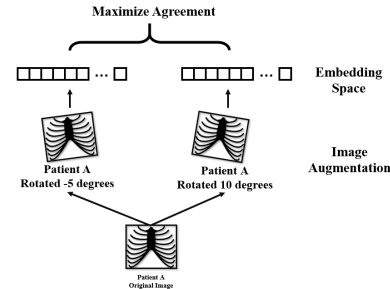 Maximize Agreement
... ...
Embedding
Space
Patient A
Rotated -5 degrees
Patient A
Rotated 10 degrees
Image
Augmentation
Patient A
Original Image